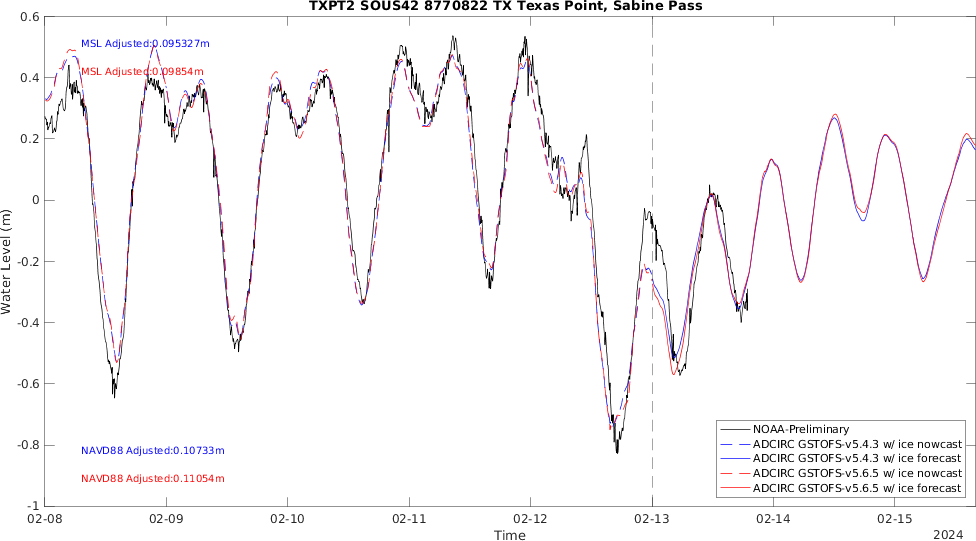 TXPT2 SOUS42 8770822 TX Texas Point, Sabine Pass
0.6
MSL Adjusted:0.095327m
MSL Adjusted:0.09854m
0.4
0.2
0
-0.2
-0.4
-0.6
-0.8
-1
Water Level (m)
NAVD88 Adjusted:0.10733m
NAVD88 Adjusted:0.11054m
NOAA-Preliminary
ADCIRC GSTOFS-v5.4.3 w/ ice nowcast
ADCIRC GSTOFS-v5.4.3 w/ ice forecast
ADCIRC GSTOFS-v5.6.5 w/ ice nowcast
ADCIRC GSTOFS-v5.6.5 w/ ice forecast
02-08 02-09 02-10 02-11 02-12 02-13 02-14 02-15
Time
2024